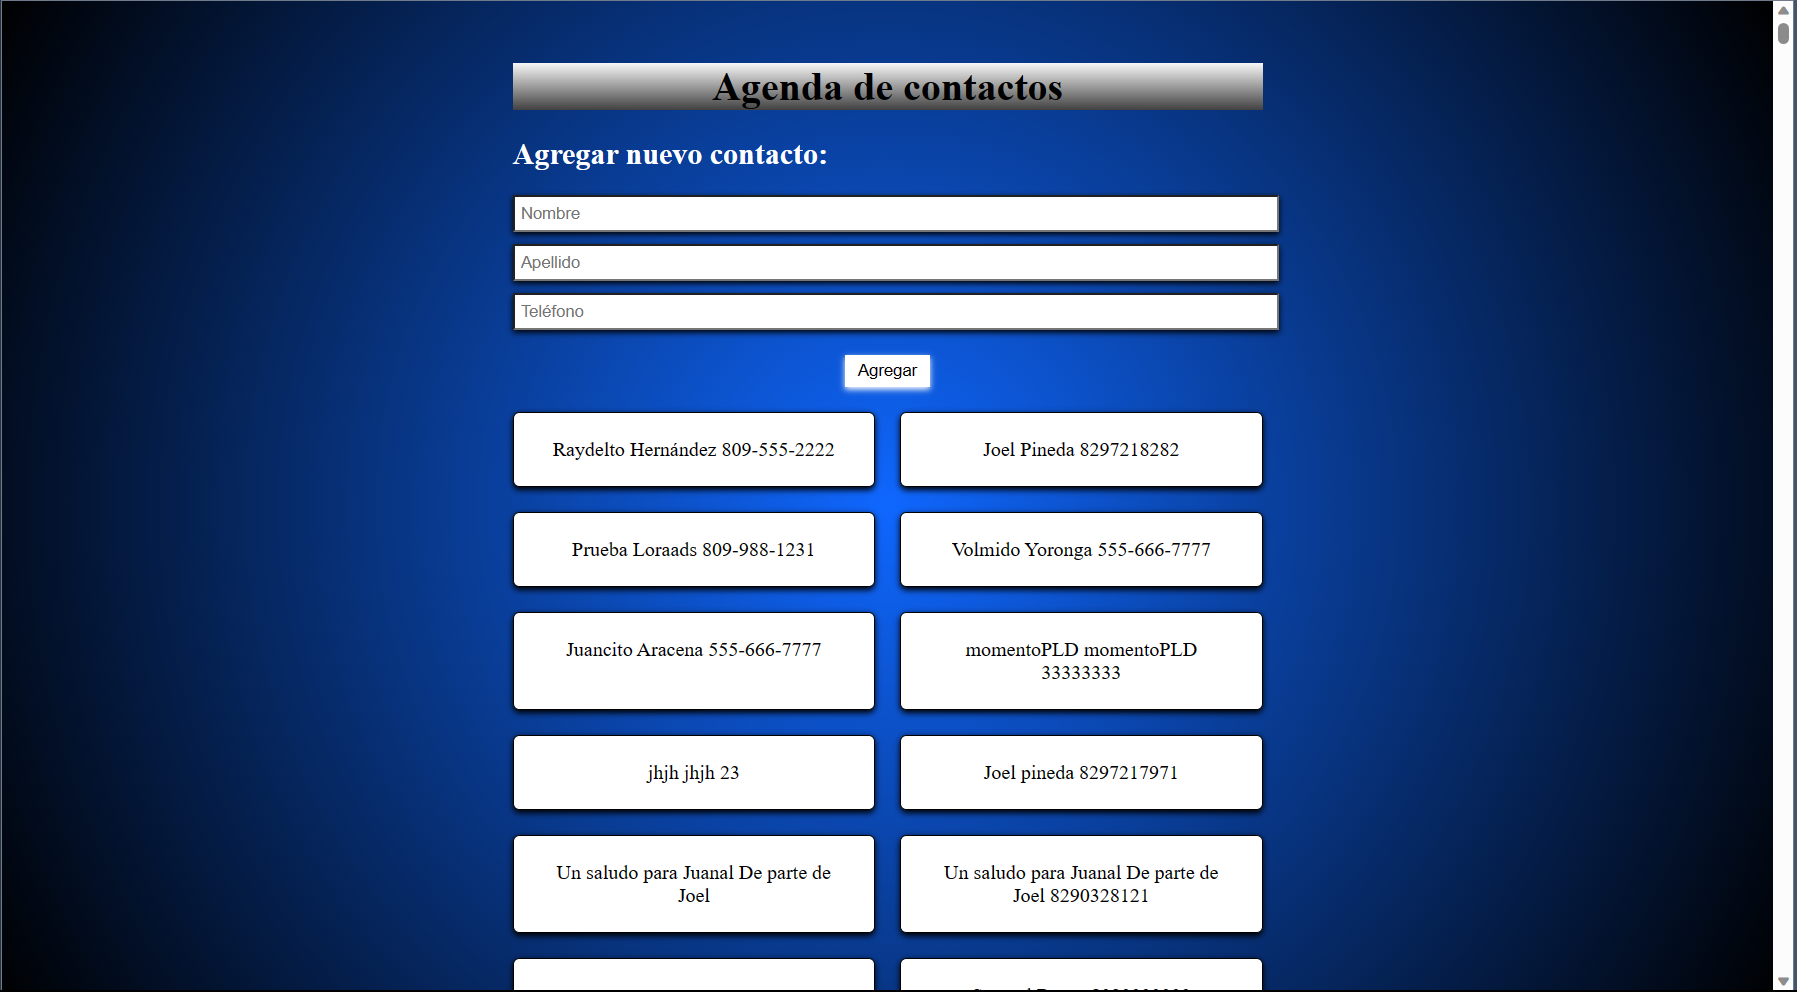 Agenda de contactos
Agregar nuevo contacto:
Nombre
Apellido
Teléfono
Agregar
Raydelto Hernández 809-555-2222
Joel Pineda 8297218282
Prueba Loraads 809-988-1231
Volmido Yoronga 555-666-7777
Juancito Aracena 555-666-7777
momentoPLD momentoPLD
33333333
jhjh jhjh 23
Joel pineda 8297217971
Un saludo para Juanal De parte de
Joel
Un saludo para Juanal De parte de
Joel 8290328121